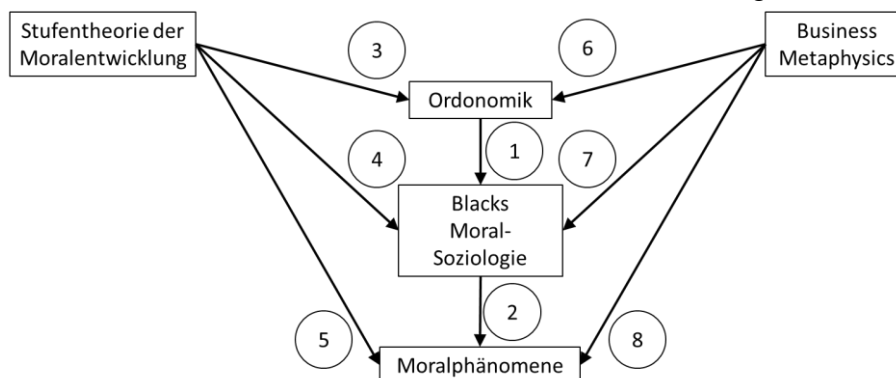 Stufentheorie der
Moralentwicklung
Business
Metaphysics
3
6
Ordonomik
1
4
7
Blacks
Moral-
Soziologie
2
5
8
Moralphänomene